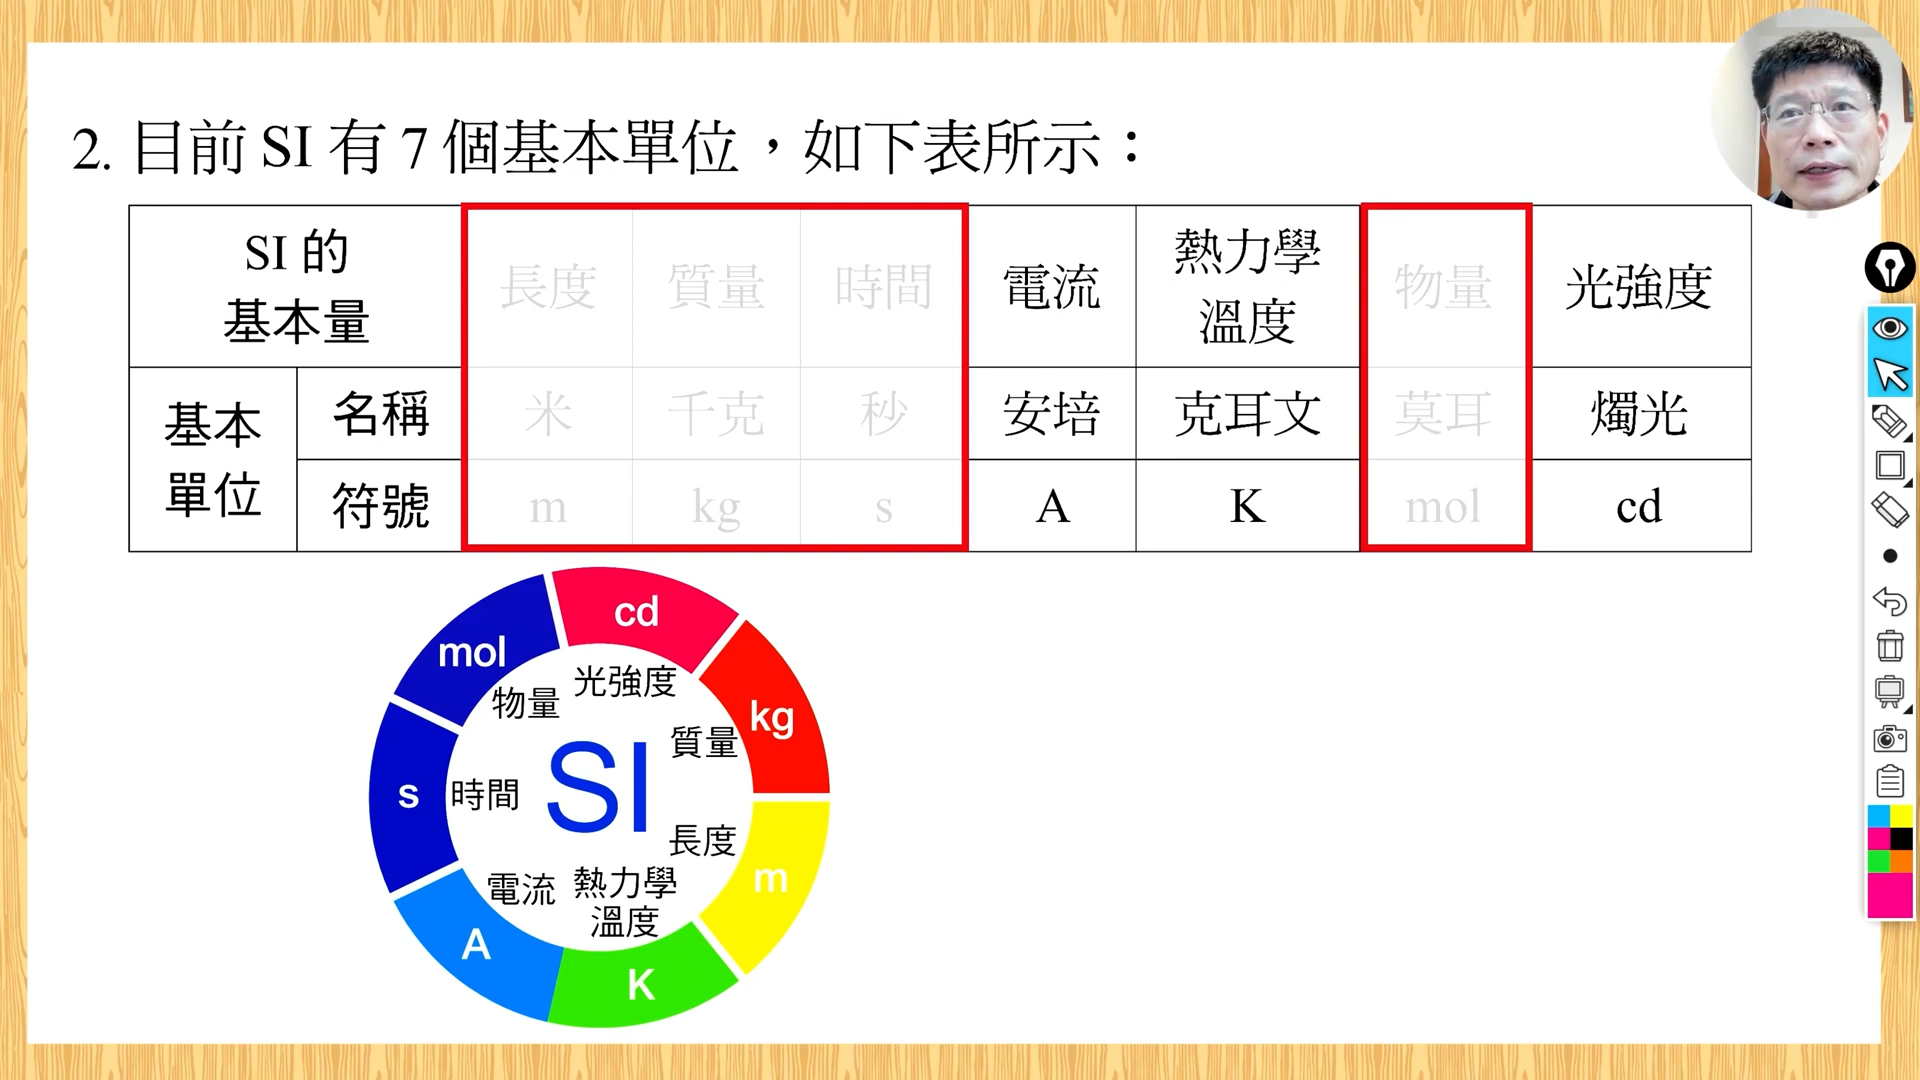 2. 目前 SI 有 7 個基本單位，如下表所示：
SI 的
基本量
長度
質量
時間
電流
熱力學
溫度
物量
光強度
基本
單位
名稱
米
千克
秒
安培
克耳文
莫耳
燭光
符號
m
kg
s
A
K
mol
cd
cd
mol
kg
物量
光強度
質量
s
時間
SI
長度
m
電流
熱力學
溫度
A
K